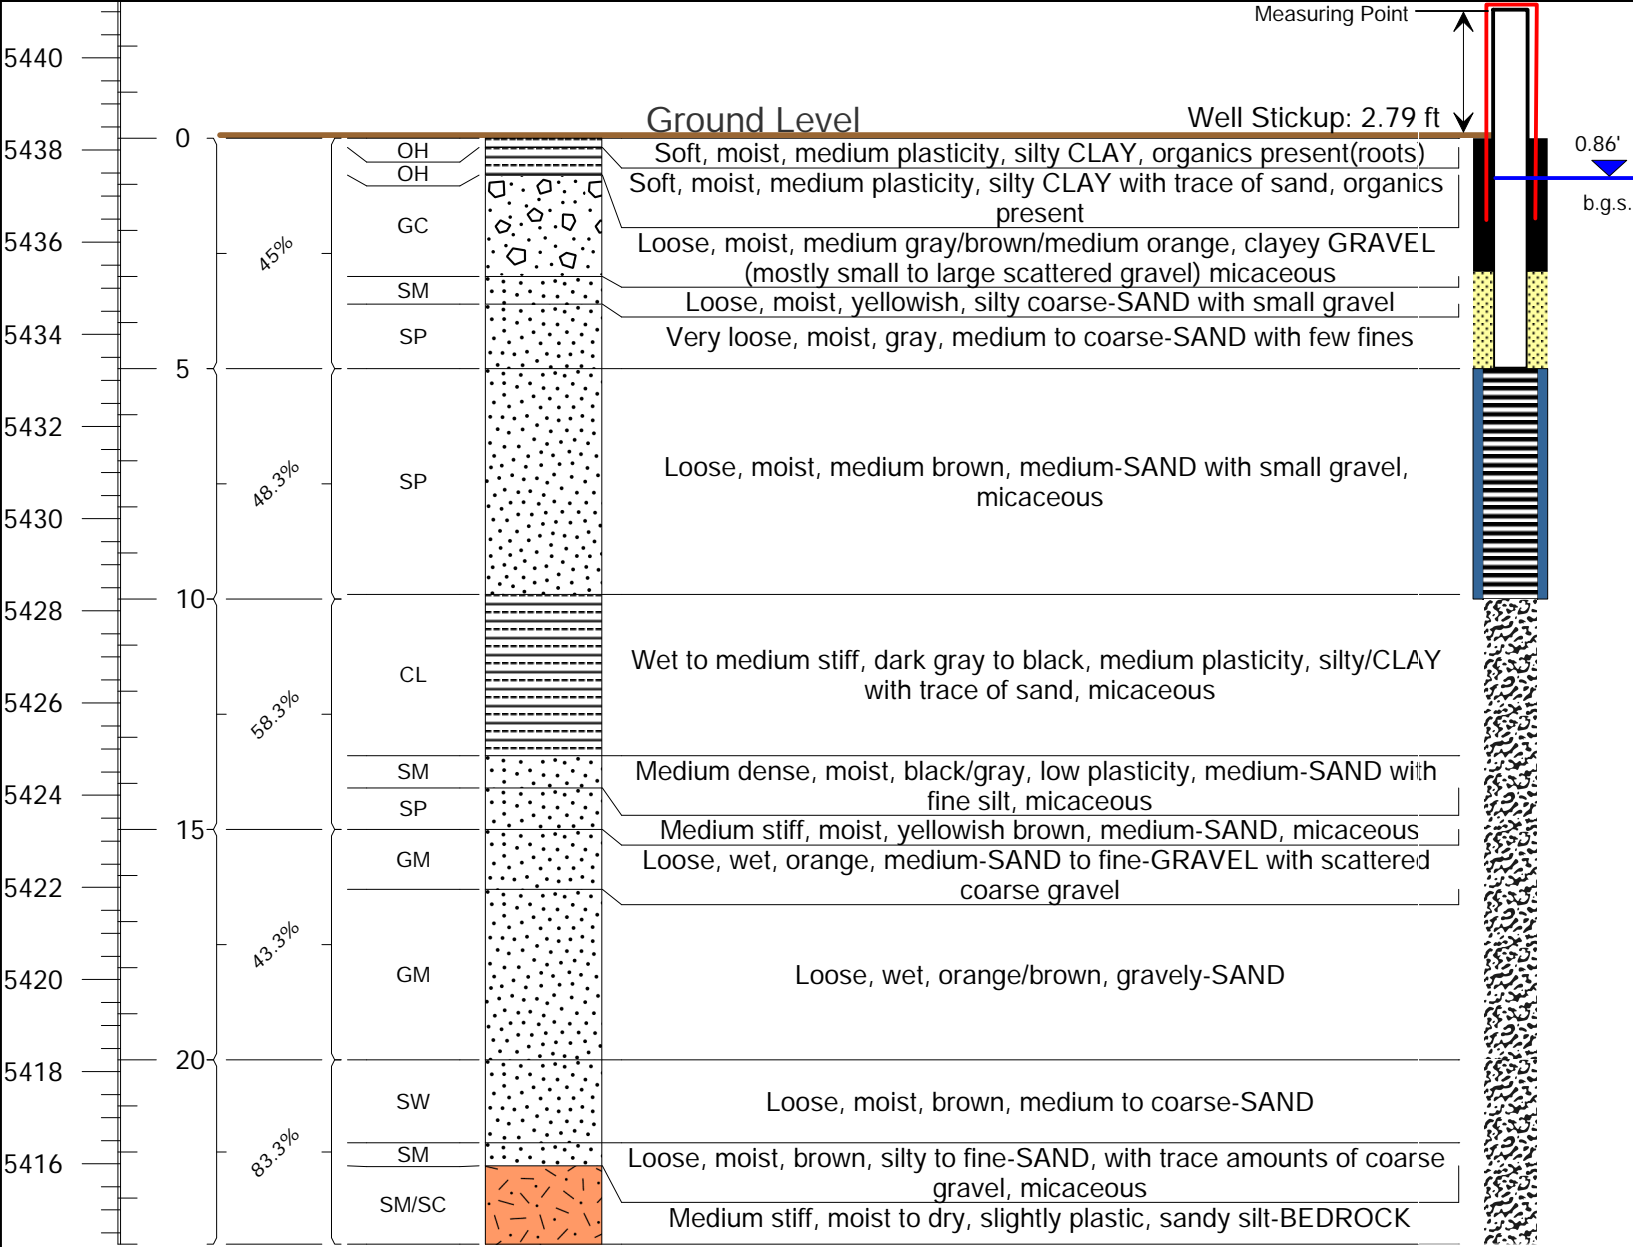 Measuring Point
5440
Ground Level
Well Stickup: 2.79 ft
0
5438
0.86'
OH
Soft, moist, medium plasticity, silty CLAY, organics present(roots)
OH
Soft, moist, medium plasticity, silty CLAY with trace of sand, organics
present
b.g.s.
GC
5436
45%
Loose, moist, medium gray/brown/medium orange, clayey GRAVEL
(mostly small to large scattered gravel) micaceous
SM
Loose, moist, yellowish, silty coarse-SAND with small gravel
5434
SP
Very loose, moist, gray, medium to coarse-SAND with few fines
5
5432
48.3%
SP
Loose, moist, medium brown, medium-SAND with small gravel,
micaceous
5430
10
5428
58.3%
CL
Wet to medium stiff, dark gray to black, medium plasticity, silty/CLAY
with trace of sand, micaceous
5426
SM
Medium dense, moist, black/gray, low plasticity, medium-SAND with
fine silt, micaceous
5424
SP
15
Medium stiff, moist, yellowish brown, medium-SAND, micaceous
GM
Loose, wet, orange, medium-SAND to fine-GRAVEL with scattered
coarse gravel
5422
43.3%
GM
Loose, wet, orange/brown, gravely-SAND
5420
20
5418
SW
Loose, moist, brown, medium to coarse-SAND
83.3%
SM
5416
Loose, moist, brown, silty to fine-SAND, with trace amounts of coarse
gravel, micaceous
SM/SC
Medium stiff, moist to dry, slightly plastic, sandy silt-BEDROCK